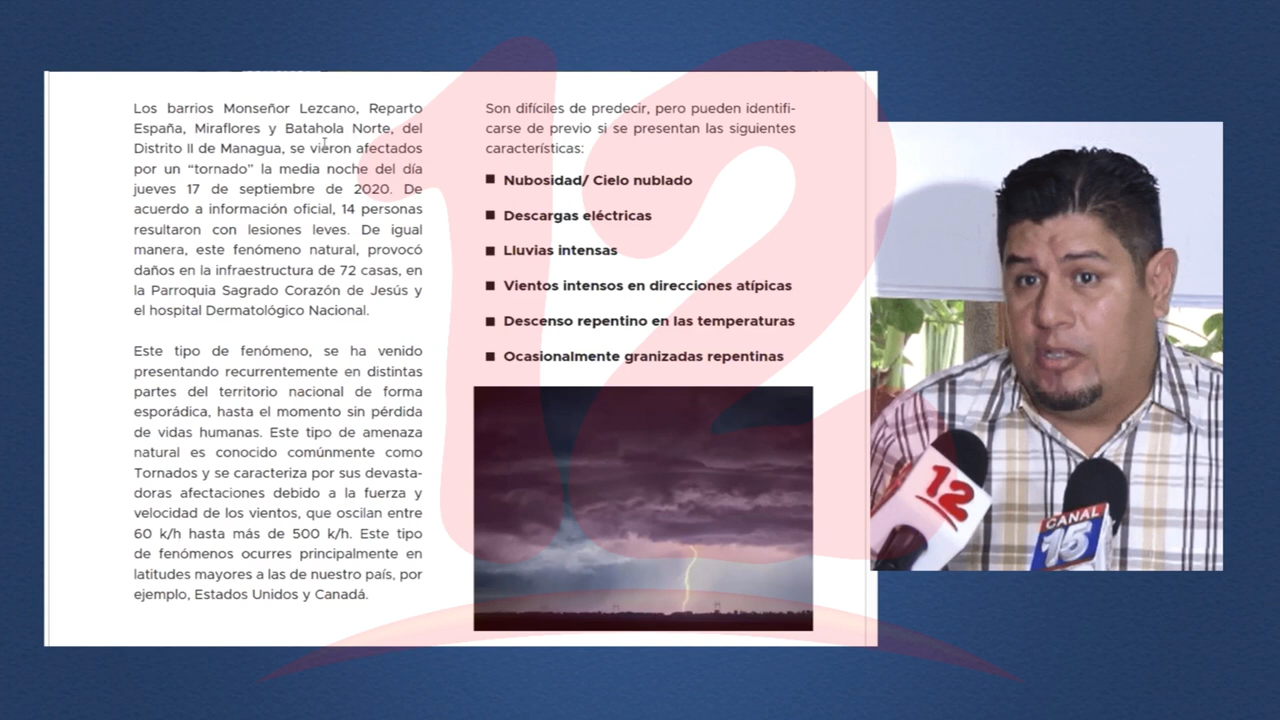 Los barrios Monseñor Lezcano, Reparto
España, Miraflores y Batahola Norte, del
Distrito II de Managua, se vieron afectados
por un “tornado” la media noche del día
jueves 17 de septiembre de 2020. De
acuerdo a información oficial, 14 personas
resultaron con lesiones leves. De igual
manera, este fenómeno natural, provocó
daños en la infraestructura de 72 casas, en
la Parroquia Sagrado Corazón de Jesús y
el hospital Dermatológico Nacional.
Este tipo de fenómeno, se ha venido
presentando recurrentemente en distintas
partes del territorio nacional de forma
esporádica, hasta el momento sin pérdida
de vidas humanas. Este tipo de amenaza
natural es conocido comúnmente como
Tornados y se caracteriza por sus devasta-
doras afectaciones debido a la fuerza y
velocidad de los vientos, que oscilan entre
60 k/h hasta más de 500 k/h. Este tipo
de fenómenos ocurres principalmente en
latitudes mayores a las de nuestro país, por
ejemplo, Estados Unidos y Canadá.
Son difíciles de predecir, pero pueden identifi-
carse de previo si se presentan las siguientes
características:
■ Nubosidad/ Cielo nublado
■ Descargas eléctricas
■ Lluvias intensas
■ Vientos intensos en direcciones atípicas
■ Descenso repentino en las temperaturas
■ Ocasionalmente granizadas repentinas
12
12
CANAL
15